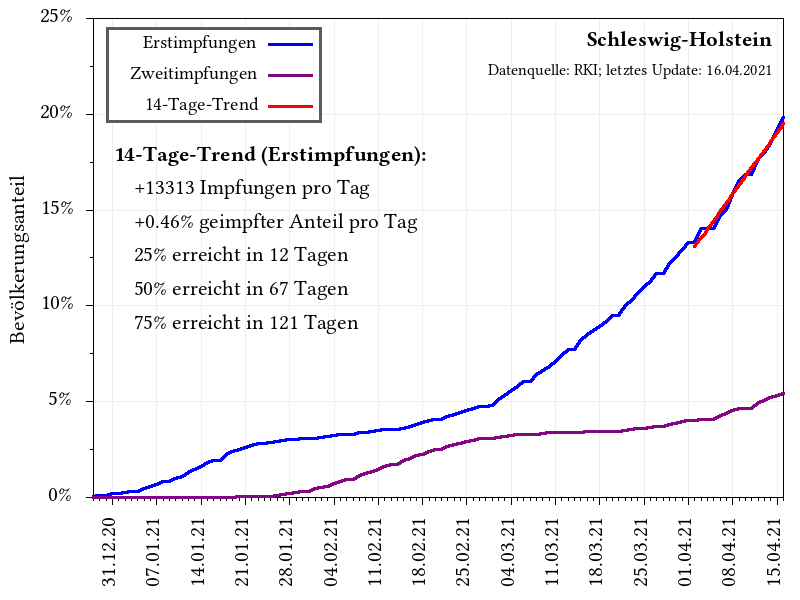 25%
20%
15%
10%
5%
0%
Bevölkerungsanteil
Erstimpfungen
Zweitimpfungen
14-Tage-Trend
Schleswig-Holstein
Datenquelle: RKI; letztes Update: 16.04.2021
14-Tage-Trend (Erstimpfungen):
+13313 Impfungen pro Tag
+0.46% geimpfter Anteil pro Tag
25% erreicht in 12 Tagen
50% erreicht in 67 Tagen
75% erreicht in 121 Tagen
31.12.20
07.01.21
14.01.21
21.01.21
28.01.21
04.02.21
11.02.21
18.02.21
25.02.21
04.03.21
11.03.21
18.03.21
25.03.21
01.04.21
08.04.21
15.04.21